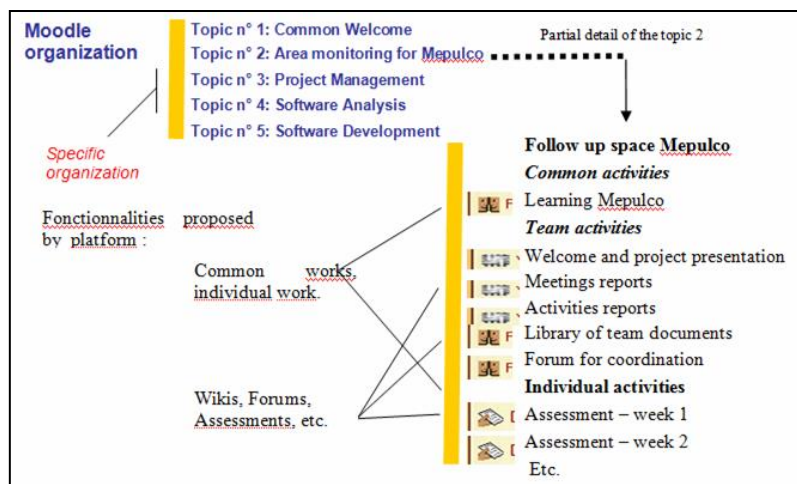 Moodle organization
Topic n° 1: Common Welcome
Topic n° 2: Area monitoring for Mepulco
Topic n° 3: Project Management
Topic n° 4: Software Analysis
Topic n° 5: Software Development
Partial detail of the topic 2
Specific organization
Fonctionnalities proposed
by platform :
Common works,
individual work.
Wikis, Forums,
Assessments, etc.
Follow up space Mepulco
Common activities
F Learning Mepulco
Team activities
Welcome and project presentation
Meetings reports
Activities reports
F Library of team documents
F Forum for coordination
Individual activities
Assessment – week 1
Assessment – week 2
Etc.